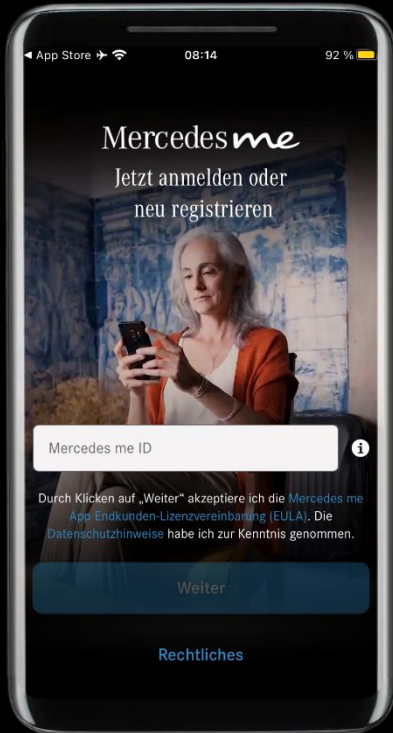 ◀ App Store
08:14
92 %
Mercedes me
Jetzt anmelden oder
neu registrieren
Mercedes me ID
Durch Klicken auf „Weiter“ akzeptiere ich die Mercedes me
App Endkunden-Lizenzvereinbarung (EULA). Die
Datenschutzhinweise habe ich zur Kenntnis genommen.
Weiter
Rechtliches